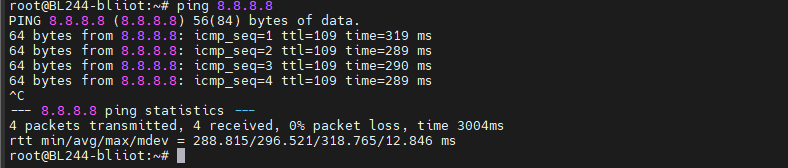 root@BL244-bliiot:~# ping 8.8.8.8
PING 8.8.8.8 (8.8.8.8) 56(84) bytes of data.
64 bytes from 8.8.8.8: icmp_seq=1 ttl=109 time=319 ms
64 bytes from 8.8.8.8: icmp_seq=2 ttl=109 time=289 ms
64 bytes from 8.8.8.8: icmp_seq=3 ttl=109 time=290 ms
64 bytes from 8.8.8.8: icmp_seq=4 ttl=109 time=289 ms
^C
--- 8.8.8.8 ping statistics ---
4 packets transmitted, 4 received, 0% packet loss, time 3004ms
rtt min/avg/max/mdev = 288.815/296.521/318.765/12.846 ms
root@BL244-bliiot:~#